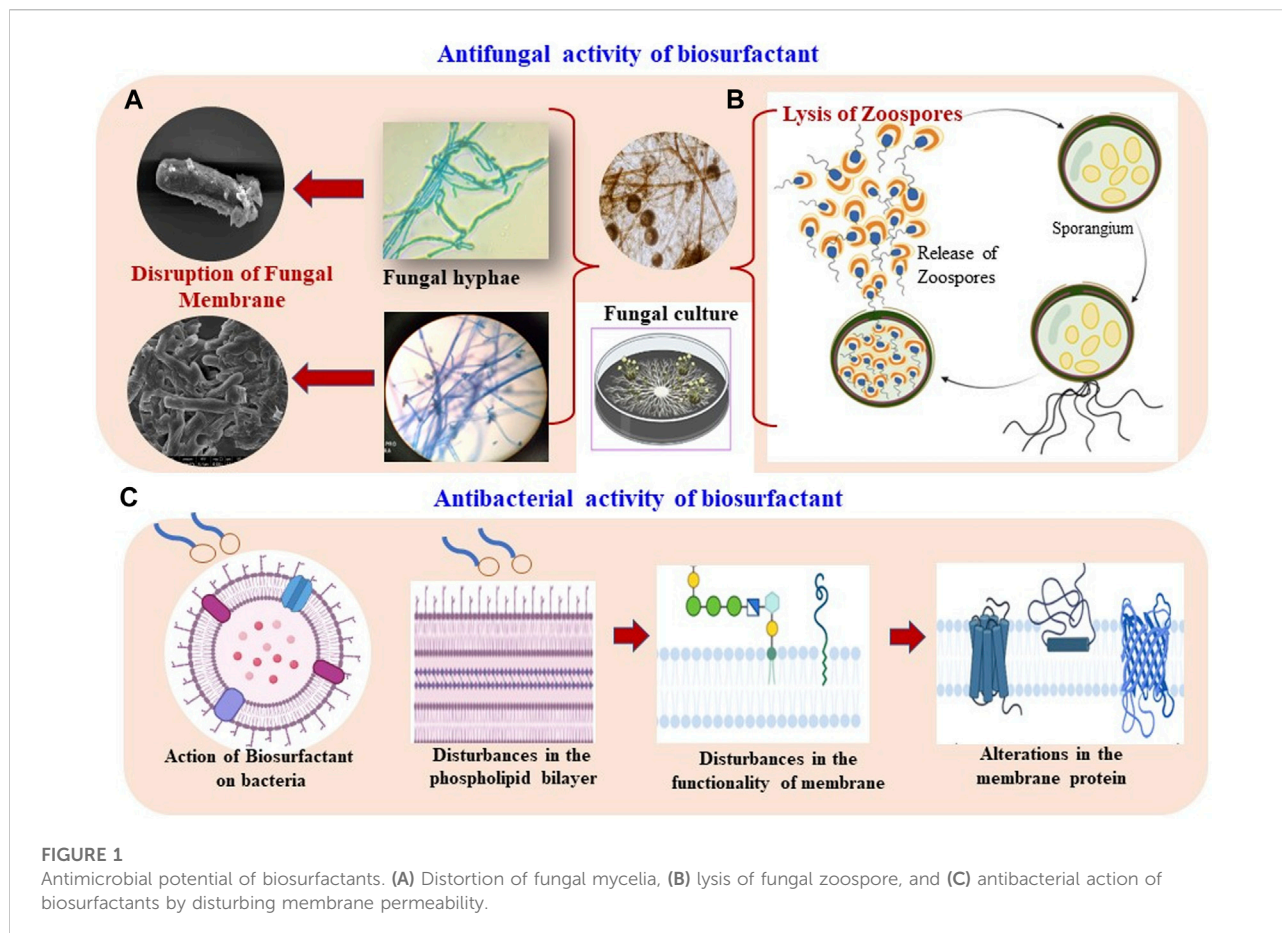 Antifungal activity of biosurfactant
A
B
Lysis of Zoospores
Sporangium
Release of
Zoospores
Disruption of Fungal
Membrane
Fungal hyphae
Fungal culture
C
Antibacterial activity of biosurfactant
Action of Biosurfactant
on bacteria
Disturbances in the
phospholipid bilayer
Disturbances in the
functionality of membrane
Alterations in the
membrane protein
FIGURE 1
Antimicrobial potential of biosurfactants. (A) Distortion of fungal mycelia, (B) lysis of fungal zoospore, and (C) antibacterial action of
biosurfactants by disturbing membrane permeability.